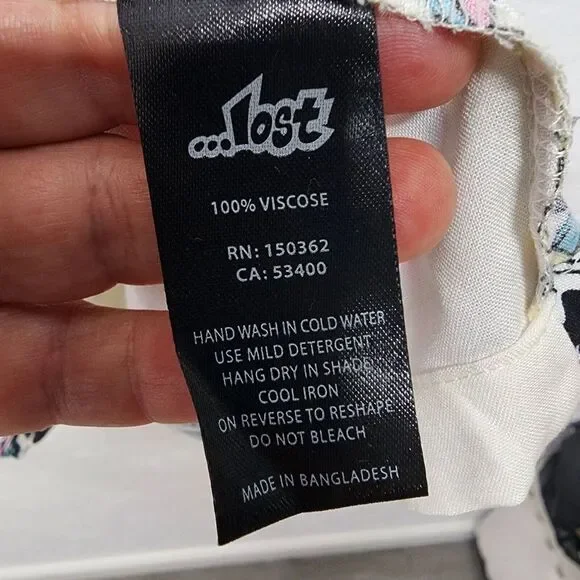 ...lost
100% VISCOSE
RN: 150362
CA: 53400
HAND WASH IN COLD WATER
USE MILD DETERGENT
HANG DRY IN SHADE
COOL IRON
ON REVERSE TO RESHAPE
DO NOT BLEACH
MADE IN BANGLADESH